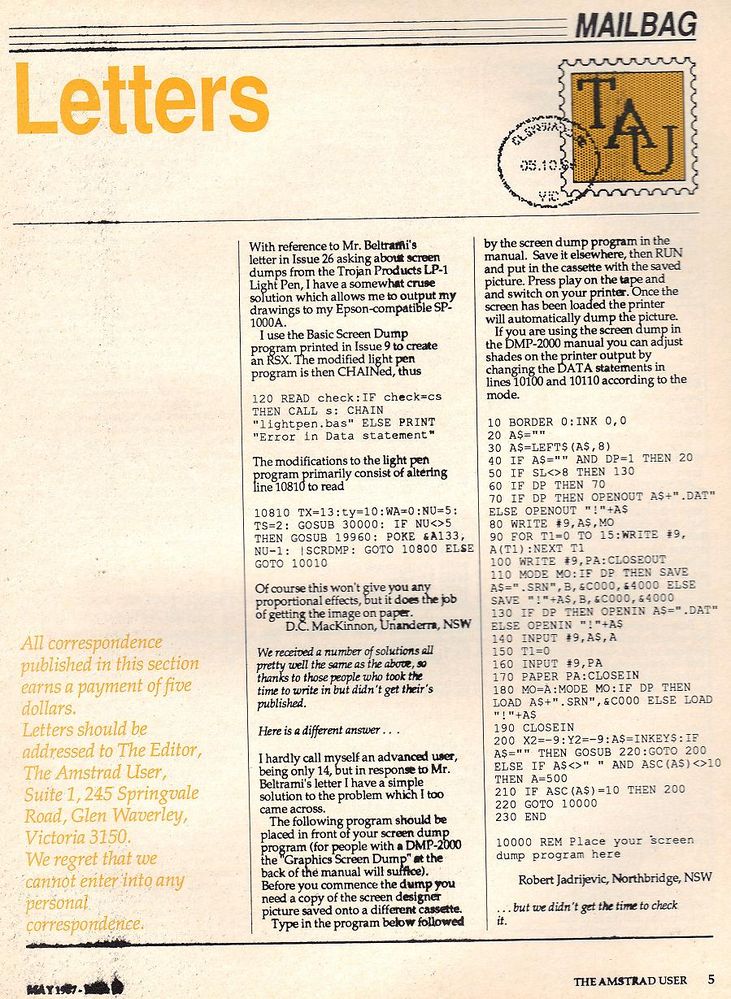 MAILBAG
Letters
TAU
05.10.8
VIC
All correspondence
published in this section
earns a payment of five
dollars.
Letters should be
addressed to The Editor,
The Amstrad User,
Suite 1, 245 Springvale
Road, Glen Waverley,
Victoria 3150.
We regret that we
cannot enter into any
personal
correspondence.
With reference to Mr. Beltrami's
letter in Issue 26 asking about screen
dumps from the Trojan Products LP-1
Light Pen, I have a somewhat cruse
solution which allows me to output my
drawings to my Epson-compatible SP-
1000A.
I use the Basic Screen Dump
program printed in Issue 9 to create
an RSX. The modified light pen
program is then CHAINed, thus
120 READ check:IF check=cs
THEN CALL s: CHAIN
"lightpen.bas" ELSE PRINT
"Error in Data statement"
The modifications to the light pen
program primarily consist of altering
line 10810 to read
10810 TX=13:ty=10:WA=0:NU=5:
TS=2: GOSUB 30000: IF NU<>5
THEN GOSUB 19960: POKE &A133,
NU-1: |SCRDMP: GOTO 10800 ELSE
GOTO 10010
Of course this won't give you any
proportional effects, but it does the job
of getting the image on paper.
D.C. MacKinnon, Unanderra, NSW
We received a number of solutions all
pretty well the same as the above, so
thanks to those people who took the
time to write in but didn't get their's
published.
Here is a different answer . . .
I hardly call myself an advanced user,
being only 14, but in response to Mr.
Beltrami's letter I have a simple
solution to the problem which I too
came across.
The following program should be
placed in front of your screen dump
program (for people with a DMP-2000
the "Graphics Screen Dump" at the
back of the manual will suffice).
Before you commence the dump you
need a copy of the screen designer
picture saved onto a different cassette.
Type in the program below followed
by the screen dump program in the
manual. Save it elsewhere, then RUN
and put in the cassette with the saved
picture. Press play on the tape and
and switch on your printer. Once the
screen has been loaded the printer
will automatically dump the picture.
If you are using the screen dump in
the DMP-2000 manual you can adjust
shades on the printer output by
changing the DATA statements in
lines 10100 and 10110 according to the
mode.
10 BORDER 0:INK 0,0
20 A$=""
30 A$=LEFT$(A$,8)
40 IF A$="" AND DP=1 THEN 20
50 IF SL<>8 THEN 130
60 IF DP THEN 70
70 IF DP THEN OPENOUT A$+".DAT"
ELSE OPENOUT "!"+A$
80 WRITE #9,A$,MO
90 FOR T1=0 TO 15:WRITE #9,
A(T1):NEXT T1
100 WRITE #9,PA:CLOSEOUT
110 MODE MO:IF DP THEN SAVE
A$=".SRN",B,&C000,&4000 ELSE
SAVE "!"+A$,B,&C000,&4000
130 IF DP THEN OPENIN A$=".DAT"
ELSE OPENIN "!"+A$
140 INPUT #9,A$,A
150 T1=0
160 INPUT #9,PA
170 PAPER PA:CLOSEIN
180 MO=A:MODE MO:IF DP THEN
LOAD A$+".SRN",&C000 ELSE LOAD
"!"+A$
190 CLOSEIN
200 X2=-9:Y2=-9:A$=INKEY$:IF
A$="" THEN GOSUB 220:GOTO 200
ELSE IF A$<>" " AND ASC(A$)<>10
THEN A=500
210 IF ASC(A$)=10 THEN 200
220 GOTO 10000
230 END
10000 REM Place your screen
dump program here
Robert Jadrijevic, Northbridge, NSW
. . . but we didn't get the time to check
it.
MAY 1987 -
THE AMSTRAD USER 5